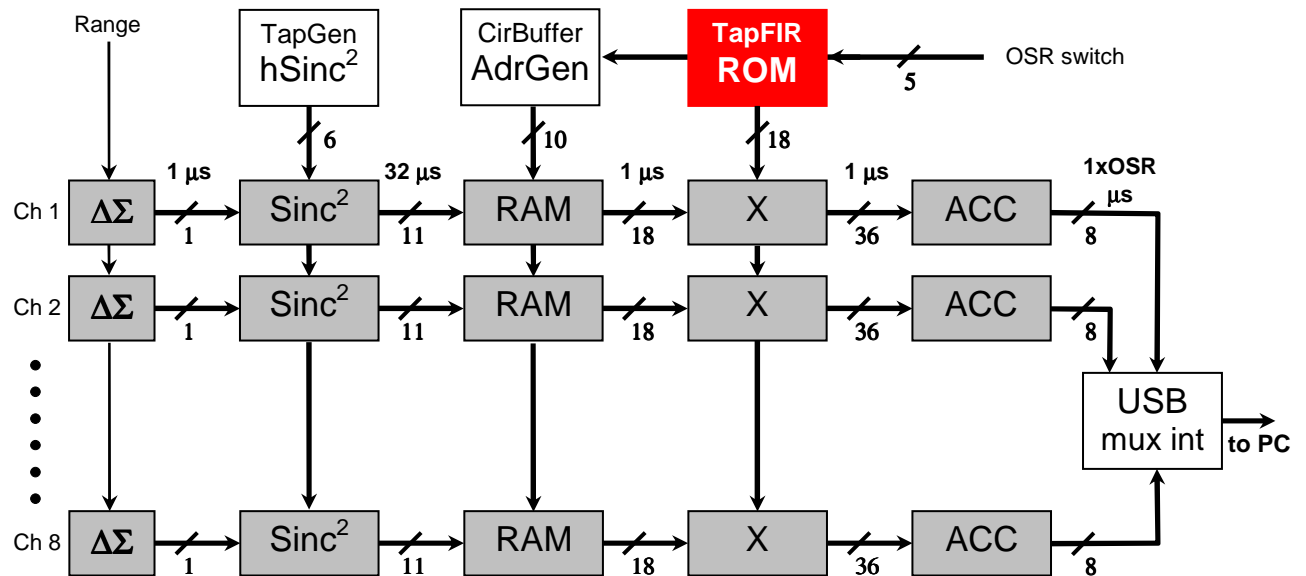 Range
TapGen
hSinc²
CirBuffer
AdrGen
TapFIR
ROM
OSR switch
5
6
10
18
1 μs
32 μs
1 μs
1 μs
1xOSR
μs
Ch 1
ΔΣ
Sinc²
RAM
X
ACC
1
11
18
36
8
Ch 2
ΔΣ
Sinc²
RAM
X
ACC
1
11
18
36
8
USB
mux int
to PC
Ch 8
ΔΣ
Sinc²
RAM
X
ACC
1
11
18
36
8